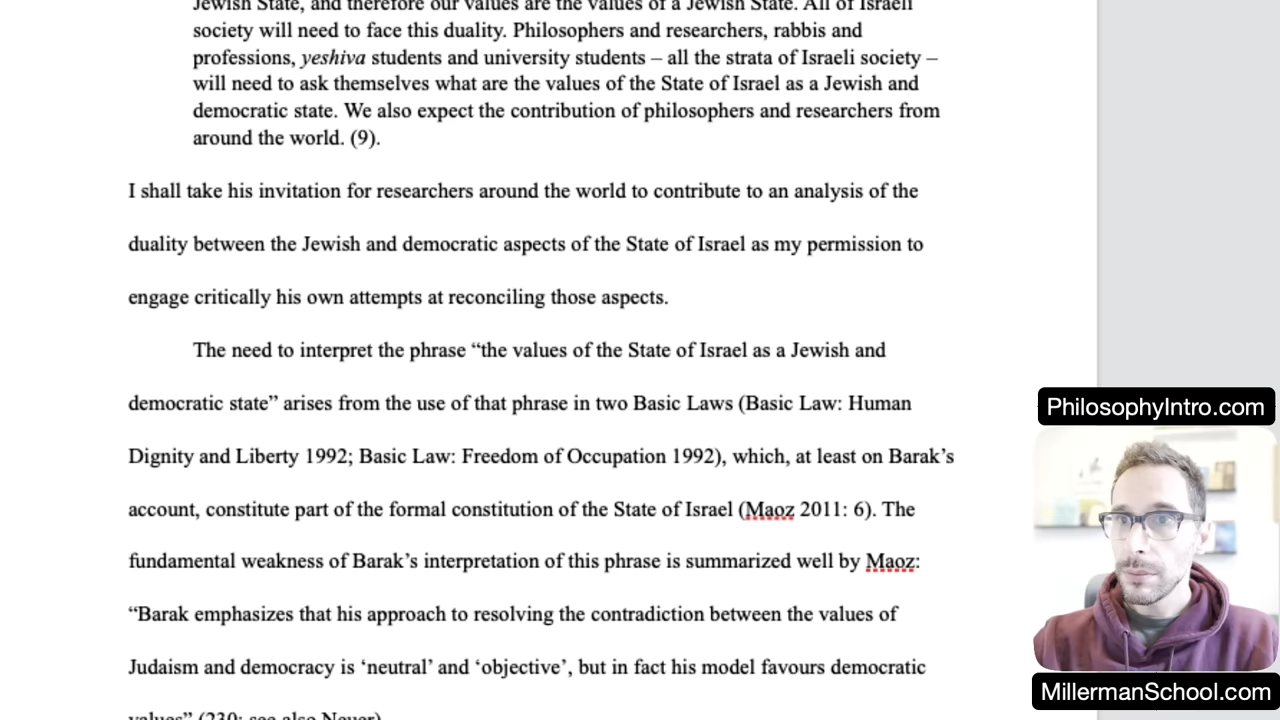 Jewish State, and therefore our values are the values of a Jewish State. All of Israeli
society will need to face this duality. Philosophers and researchers, rabbis and
professions, yeshiva students and university students – all the strata of Israeli society –
will need to ask themselves what are the values of the State of Israel as a Jewish and
democratic state. We also expect the contribution of philosophers and researchers from
around the world. (9).
I shall take his invitation for researchers around the world to contribute to an analysis of the
duality between the Jewish and democratic aspects of the State of Israel as my permission to
engage critically his own attempts at reconciling those aspects.
The need to interpret the phrase “the values of the State of Israel as a Jewish and
democratic state” arises from the use of that phrase in two Basic Laws (Basic Law: Human
Dignity and Liberty 1992; Basic Law: Freedom of Occupation 1992), which, at least on Barak’s
account, constitute part of the formal constitution of the State of Israel (Maoz 2011: 6). The
fundamental weakness of Barak’s interpretation of this phrase is summarized well by Maoz:
“Barak emphasizes that his approach to resolving the contradiction between the values of
Judaism and democracy is ‘neutral’ and ‘objective’, but in fact his model favours democratic
values” (230; see also Neuer).
PhilosophyIntro.com
MillermanSchool.com